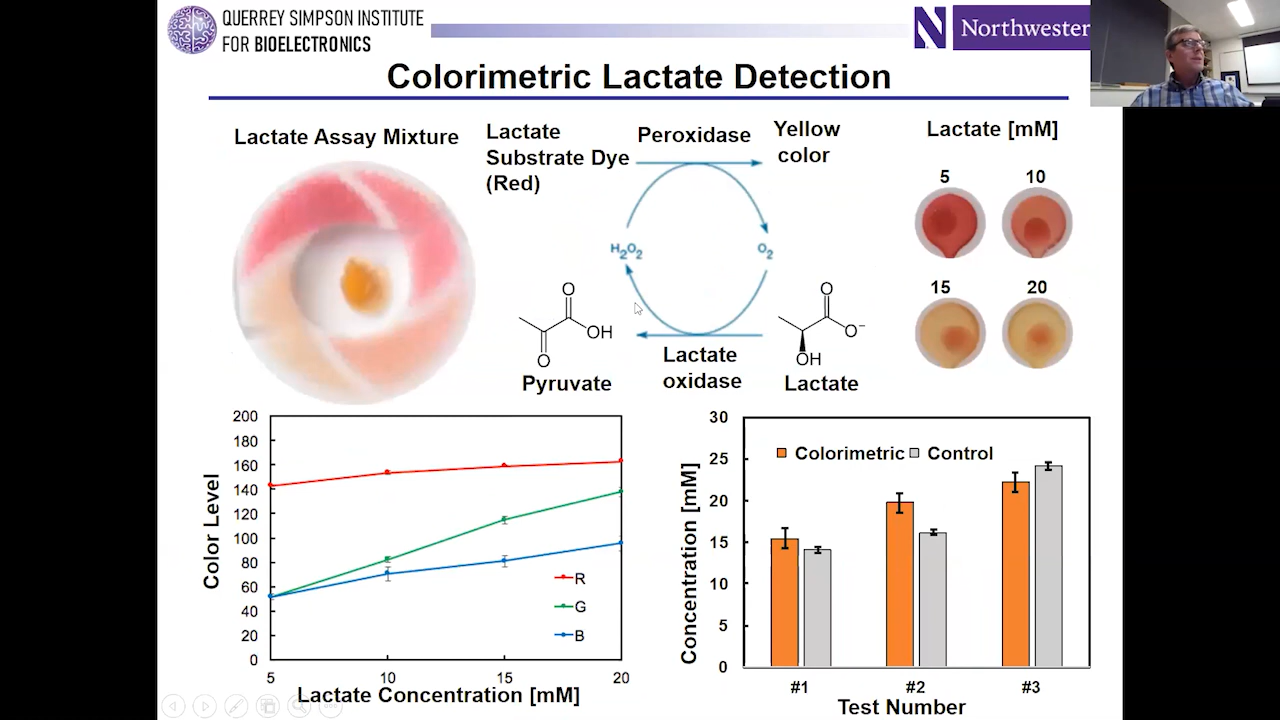 QUERREY SIMPSON INSTITUTE
FOR BIOELECTRONICS
N Northwester
Colorimetric Lactate Detection
Lactate Assay Mixture
Lactate
Substrate Dye
(Red)
Peroxidase
Yellow
color
H2O2
O2
O
OH
O
Pyruvate
Lactate
oxidase
O
O−
OH
Lactate
Lactate [mM]
5
10
15
20
200
180
160
140
120
100
80
60
40
20
0
Color Level
R
G
B
5
10
15
20
Lactate Concentration [mM]
30
25
20
15
10
5
0
Concentration [mM]
Colorimetric
Control
#1
#2
#3
Test Number